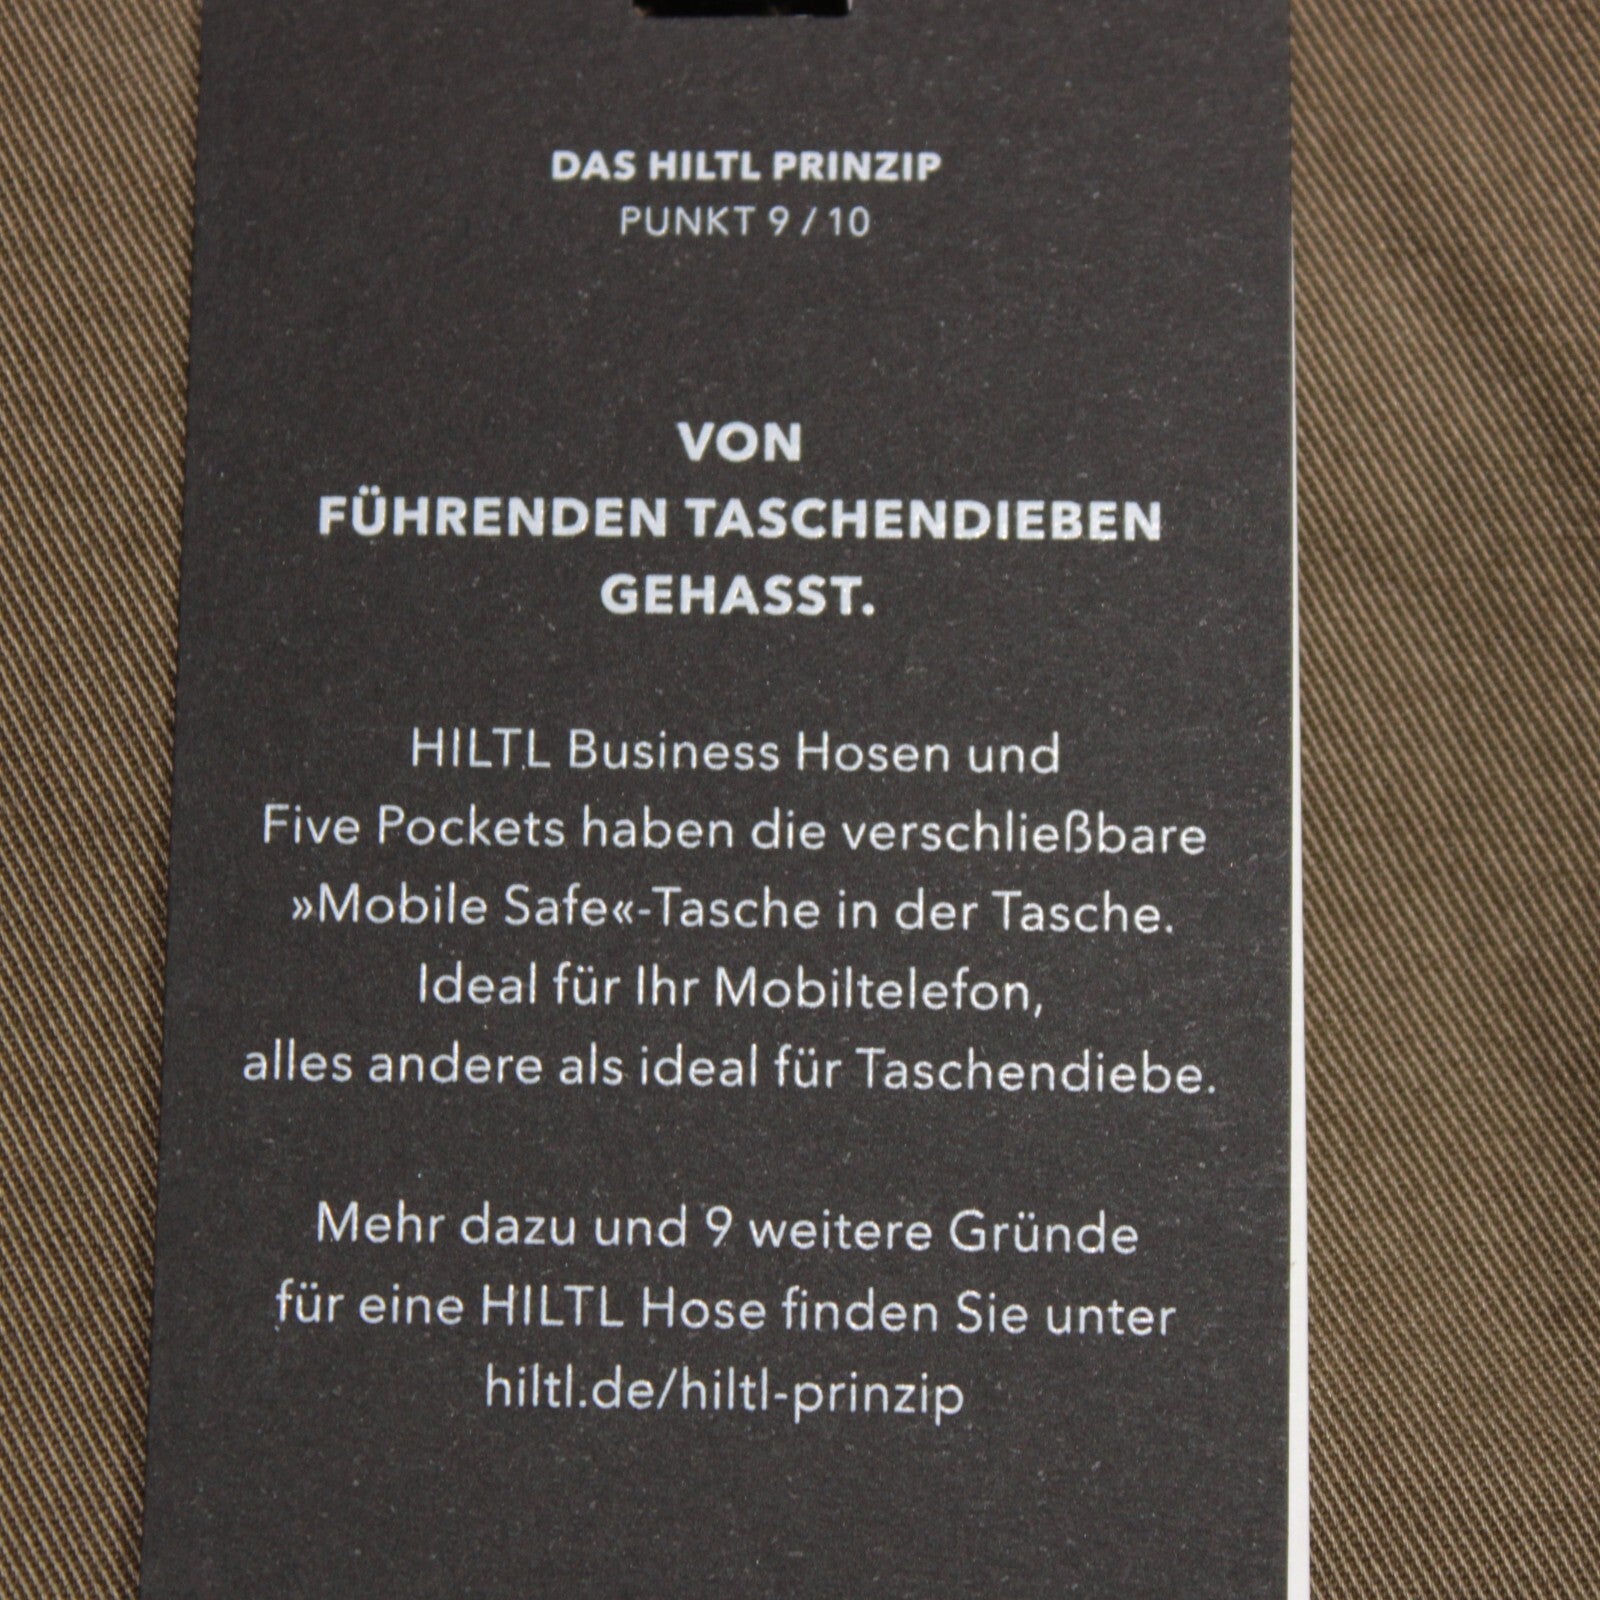 DAS HILTL PRINZIP
PUNKT 9 / 10
VON
FÜHRENDEN TASCHENDIEBEN
GEHASST.
HILTL Business Hosen und
Five Pockets haben die verschließbare
»Mobile Safe«-Tasche in der Tasche.
Ideal für Ihr Mobiltelefon,
alles andere als ideal für Taschendiebe.
Mehr dazu und 9 weitere Gründe
für eine HILTL Hose finden Sie unter
hiltl.de/hiltl-prinzip